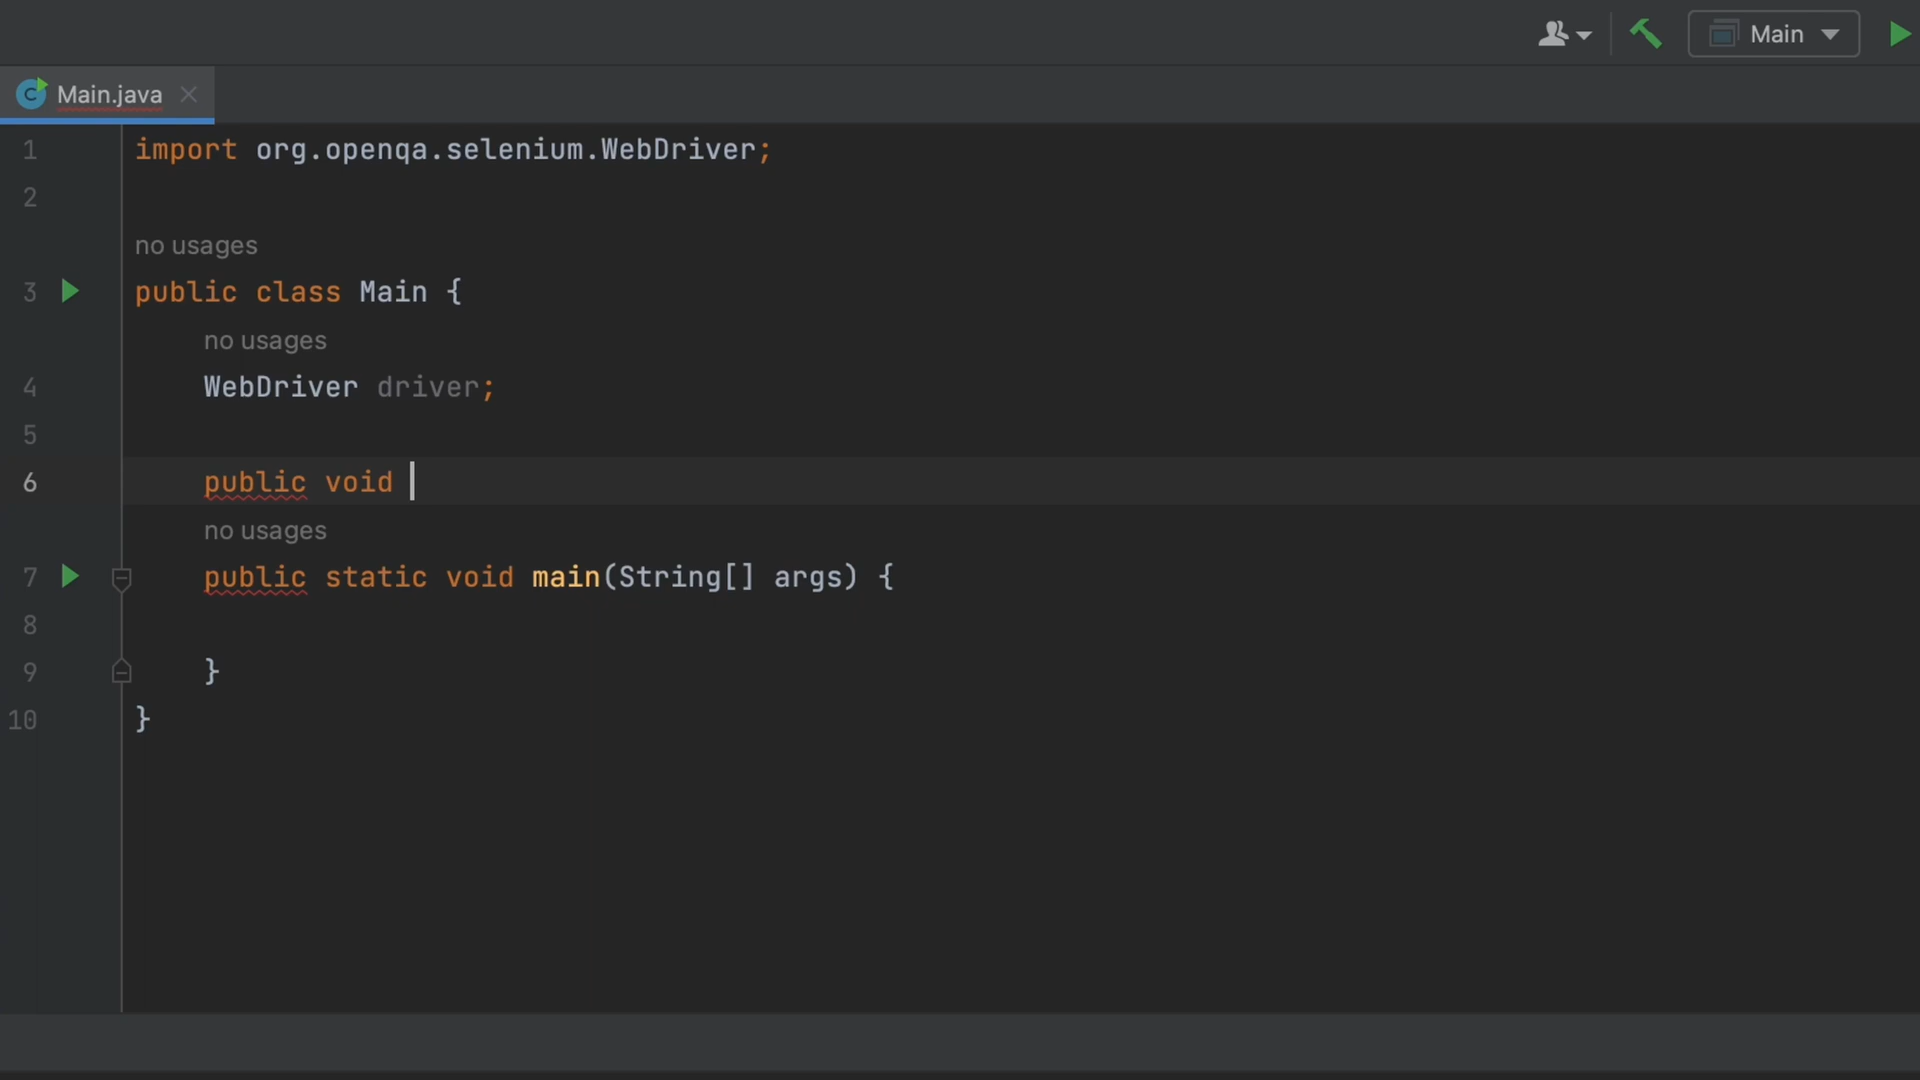 Main
Main.java
1 import org.openqa.selenium.WebDriver;
2
no usages
3 public class Main {
no usages
4 WebDriver driver;
5
6 public void
no usages
7 public static void main(String[] args) {
8
9 }
10 }